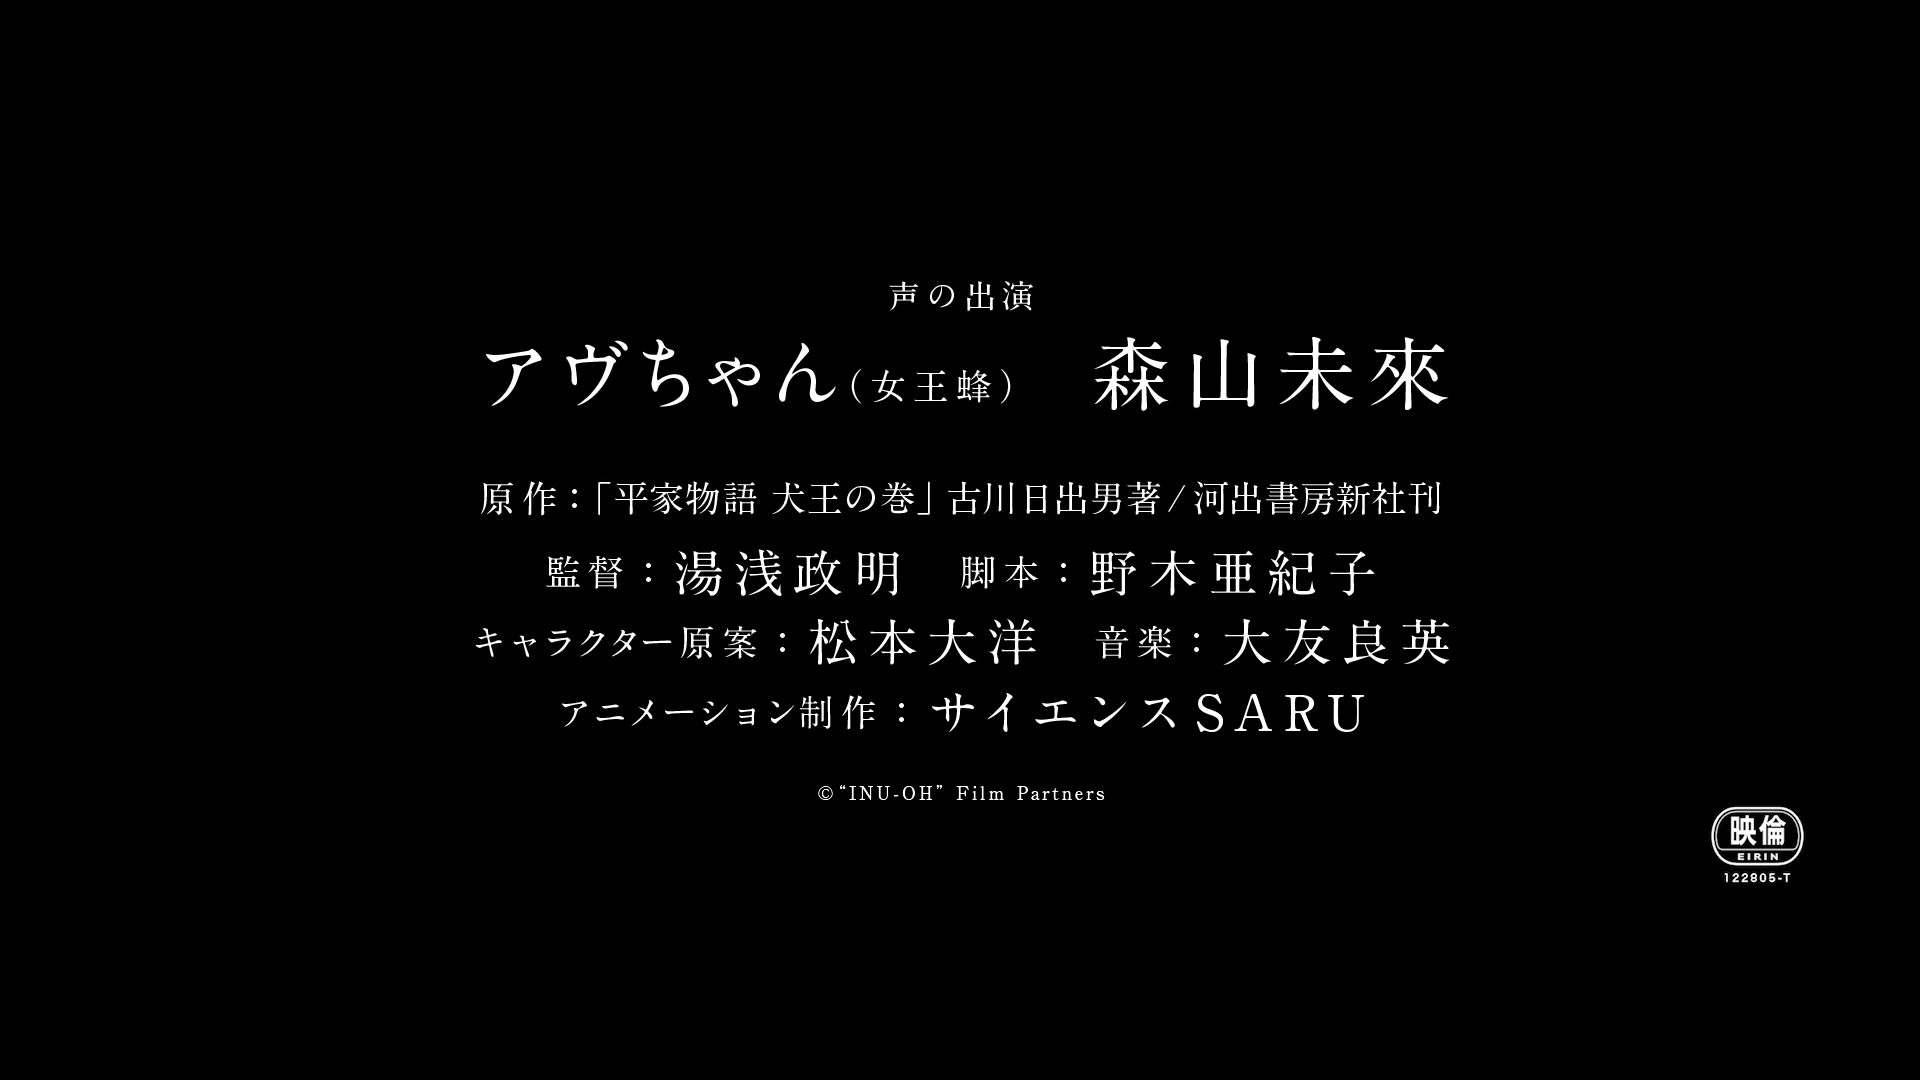 声の出演
アヴちゃん(女王蜂) 森山未來
原作:「平家物語 犬王の巻」古川日出男著/河出書房新社刊
監督:湯浅政明 脚本:野木亜紀子
キャラクター原案:松本大洋 音楽:大友良英
アニメーション制作:サイエンスSARU
©“INU-OH” Film Partners
映倫
EIRIN
122805-T